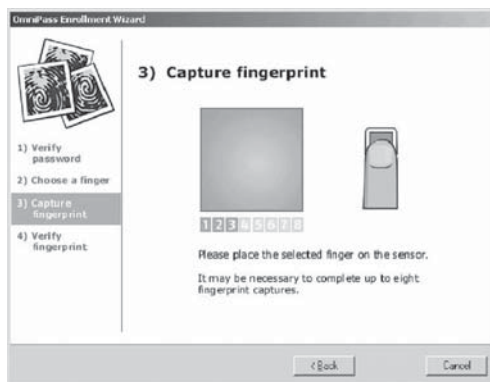 OmniPass Enrollment Wizard
3) Capture fingerprint
1) Verify
password
2) Choose a finger
3) Capture
fingerprint
4) Verify
fingerprint
1 2 3 4 5 6 7 8
Please place the selected finger on the sensor.
It may be necessary to complete up to eight
fingerprint captures.
< Back
Cancel